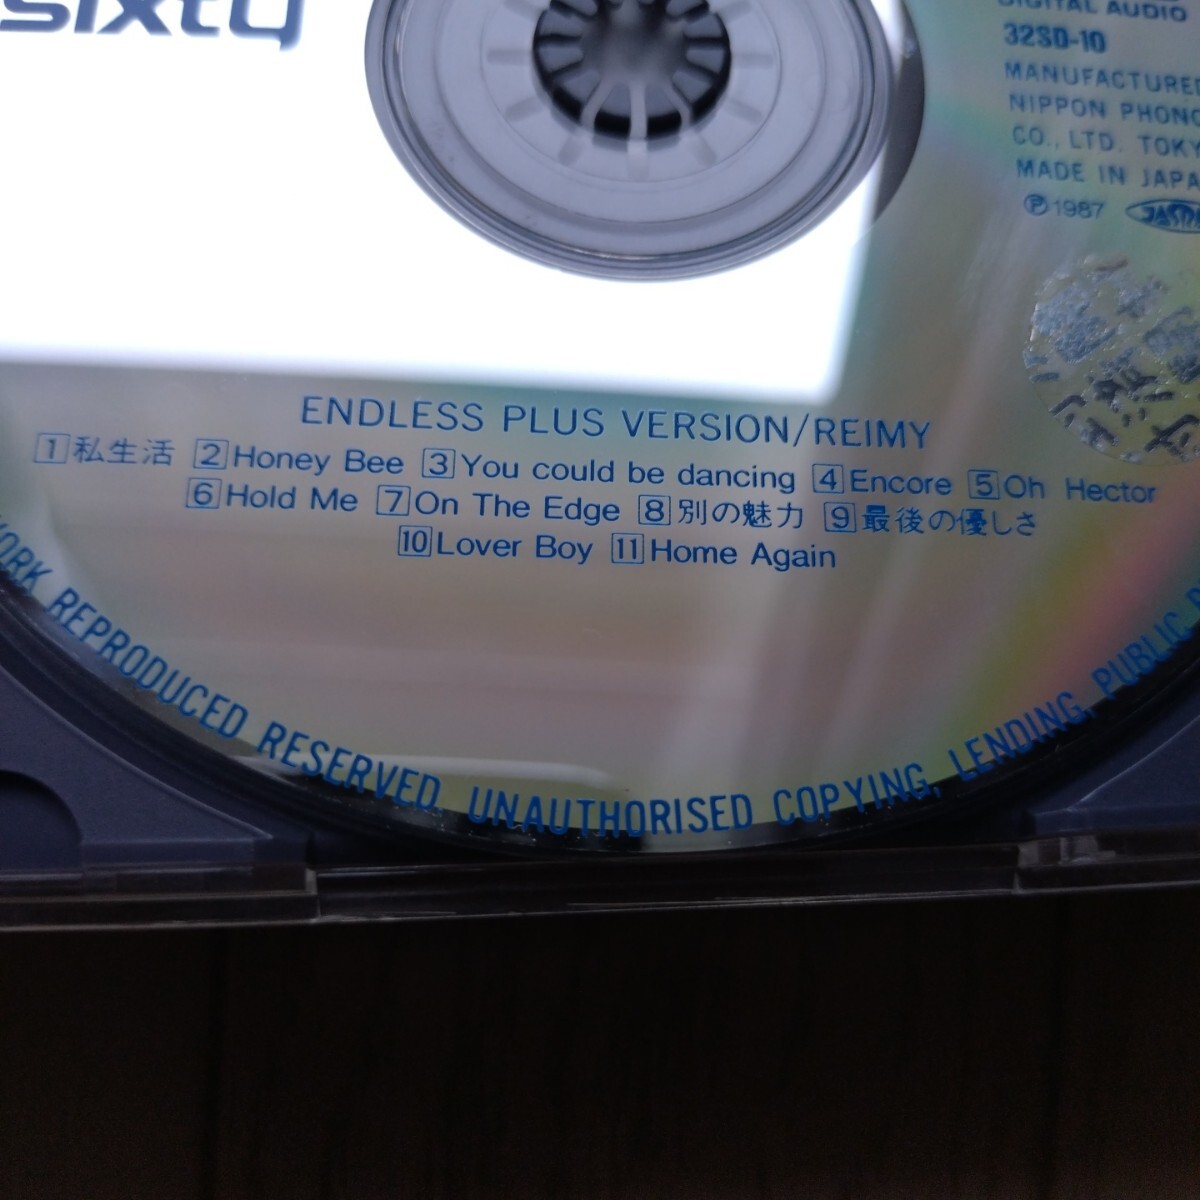 sixty
DIGITAL AUDIO
32SD-10
MANUFACTURED
NIPPON PHONO
CO., LTD. TOKY
MADE IN JAPA
Ⓟ1987 JASR
ENDLESS PLUS VERSION/REIMY
1 私生活 2 Honey Bee 3 You could be dancing 4 Encore 5 Oh Hector
6 Hold Me 7 On The Edge 8 別の魅力 9 最後の優しさ
10 Lover Boy 11 Home Again
WORK REPRODUCED RESERVED. UNAUTHORISED COPYING, LENDING, PUBLIC